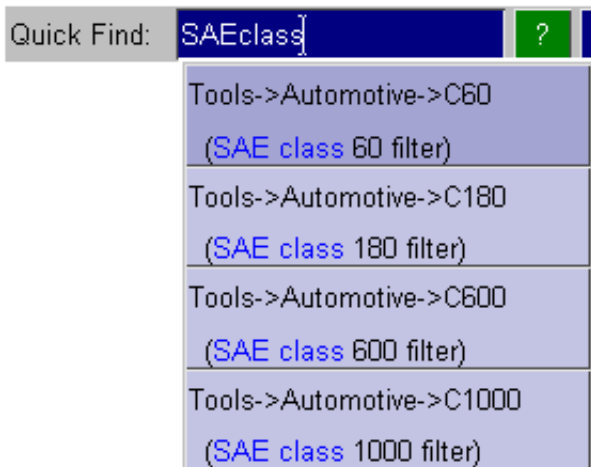 Quick Find: SAEclass ?
Tools->Automotive->C60
(SAE class 60 filter)
Tools->Automotive->C180
(SAE class 180 filter)
Tools->Automotive->C600
(SAE class 600 filter)
Tools->Automotive->C1000
(SAE class 1000 filter)